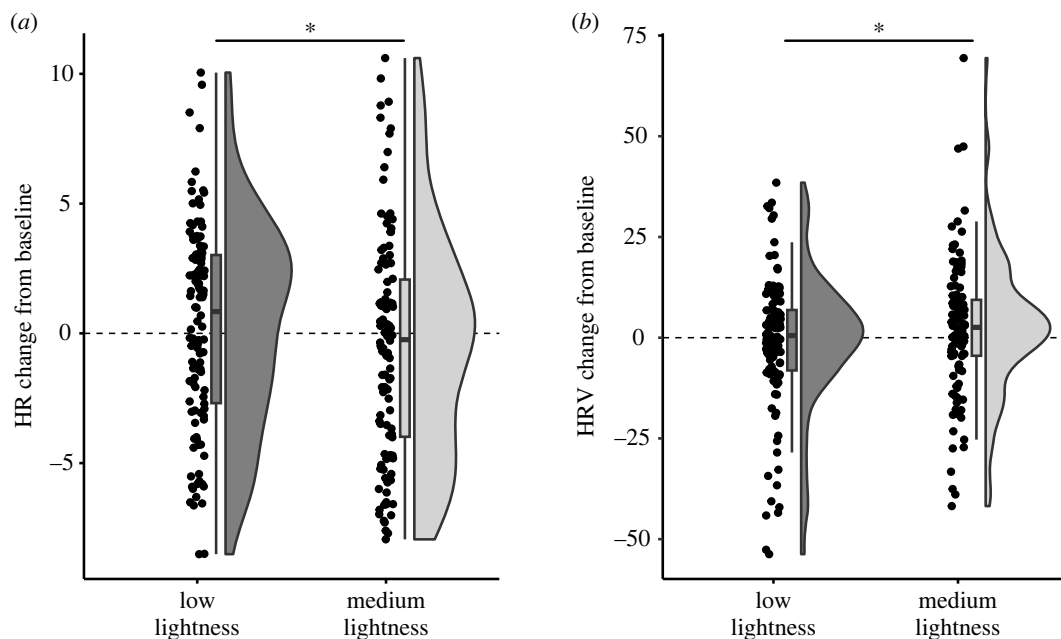 (a)
*
10
5
0
–5
HR change from baseline
low
lightness
medium
lightness
(b)
*
75
50
25
0
–25
–50
HRV change from baseline
low
lightness
medium
lightness